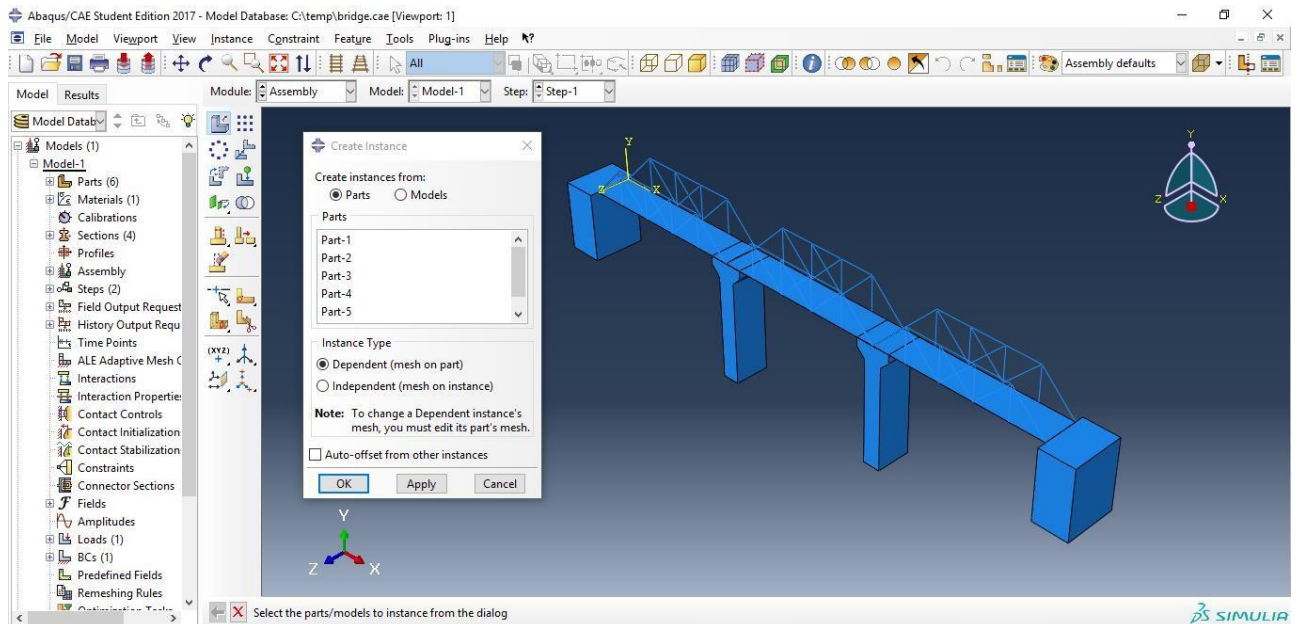 Abaqus/CAE Student Edition 2017 - Model Database: C:\temp\bridge.cae [Viewport: 1]
File Model Viewport View Instance Constraint Feature Tools Plug-ins Help
All
Assembly defaults
Model Results
Module: Assembly Model: Model-1 Step: Step-1
Model Datab
Models (1)
Model-1
Parts (6)
Materials (1)
Calibrations
Sections (4)
Profiles
Assembly
Steps (2)
Field Output Request
History Output Requ
Time Points
ALE Adaptive Mesh C
Interactions
Interaction Properties
Contact Controls
Contact Initialization
Contact Stabilization
Constraints
Connector Sections
Fields
Amplitudes
Loads (1)
BCs (1)
Predefined Fields
Remeshing Rules
(XYZ)
Create Instance
Create instances from:
Parts Models
Parts
Part-1
Part-2
Part-3
Part-4
Part-5
Instance Type
Dependent (mesh on part)
Independent (mesh on instance)
Note: To change a Dependent instance's
mesh, you must edit its part's mesh.
Auto-offset from other instances
OK Apply Cancel
Y
Z X
Y
Z X
Y
Z X
Select the parts/models to instance from the dialog
SIMULIA